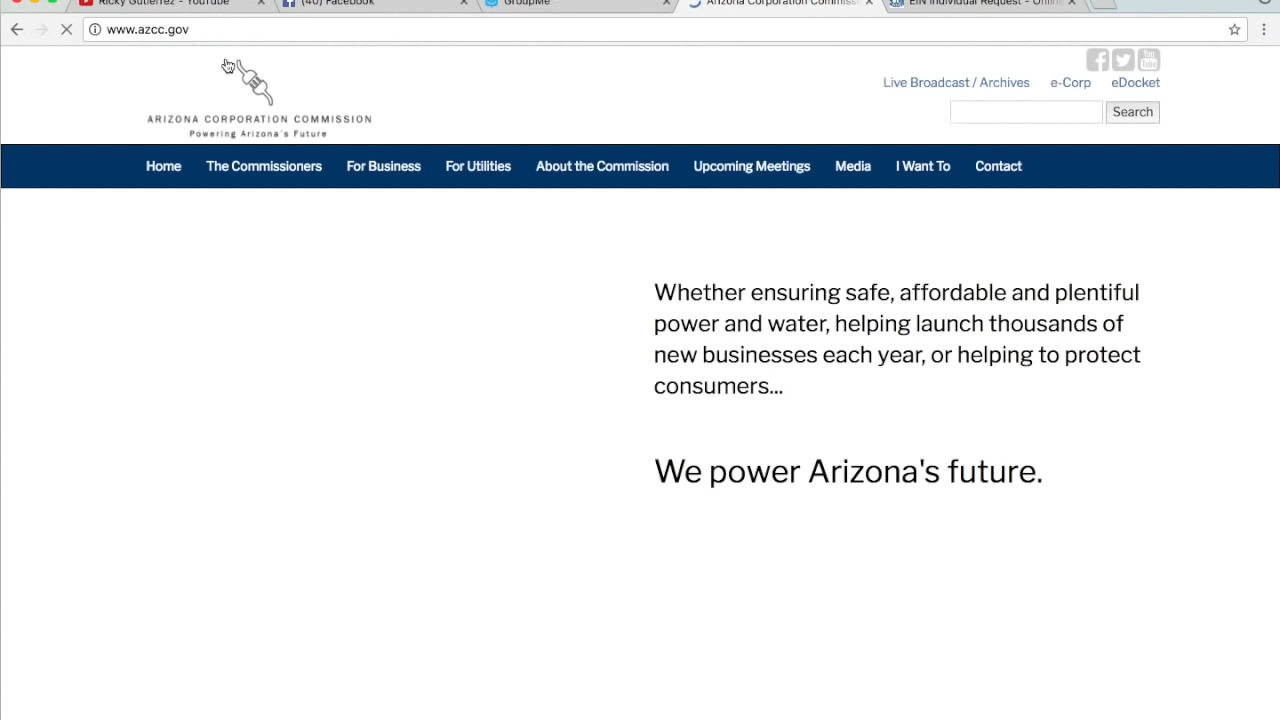 Ricky Gutierrez - YouTube
(40) Facebook
GroupMe
Arizona Corporation Commiss
EIN Individual Request - Onlin
www.azcc.gov
Live Broadcast / Archives e-Corp eDocket
ARIZONA CORPORATION COMMISSION
Powering Arizona's Future
Search
Home The Commissioners For Business For Utilities About the Commission Upcoming Meetings Media I Want To Contact
Whether ensuring safe, affordable and plentiful
power and water, helping launch thousands of
new businesses each year, or helping to protect
consumers...
We power Arizona's future.